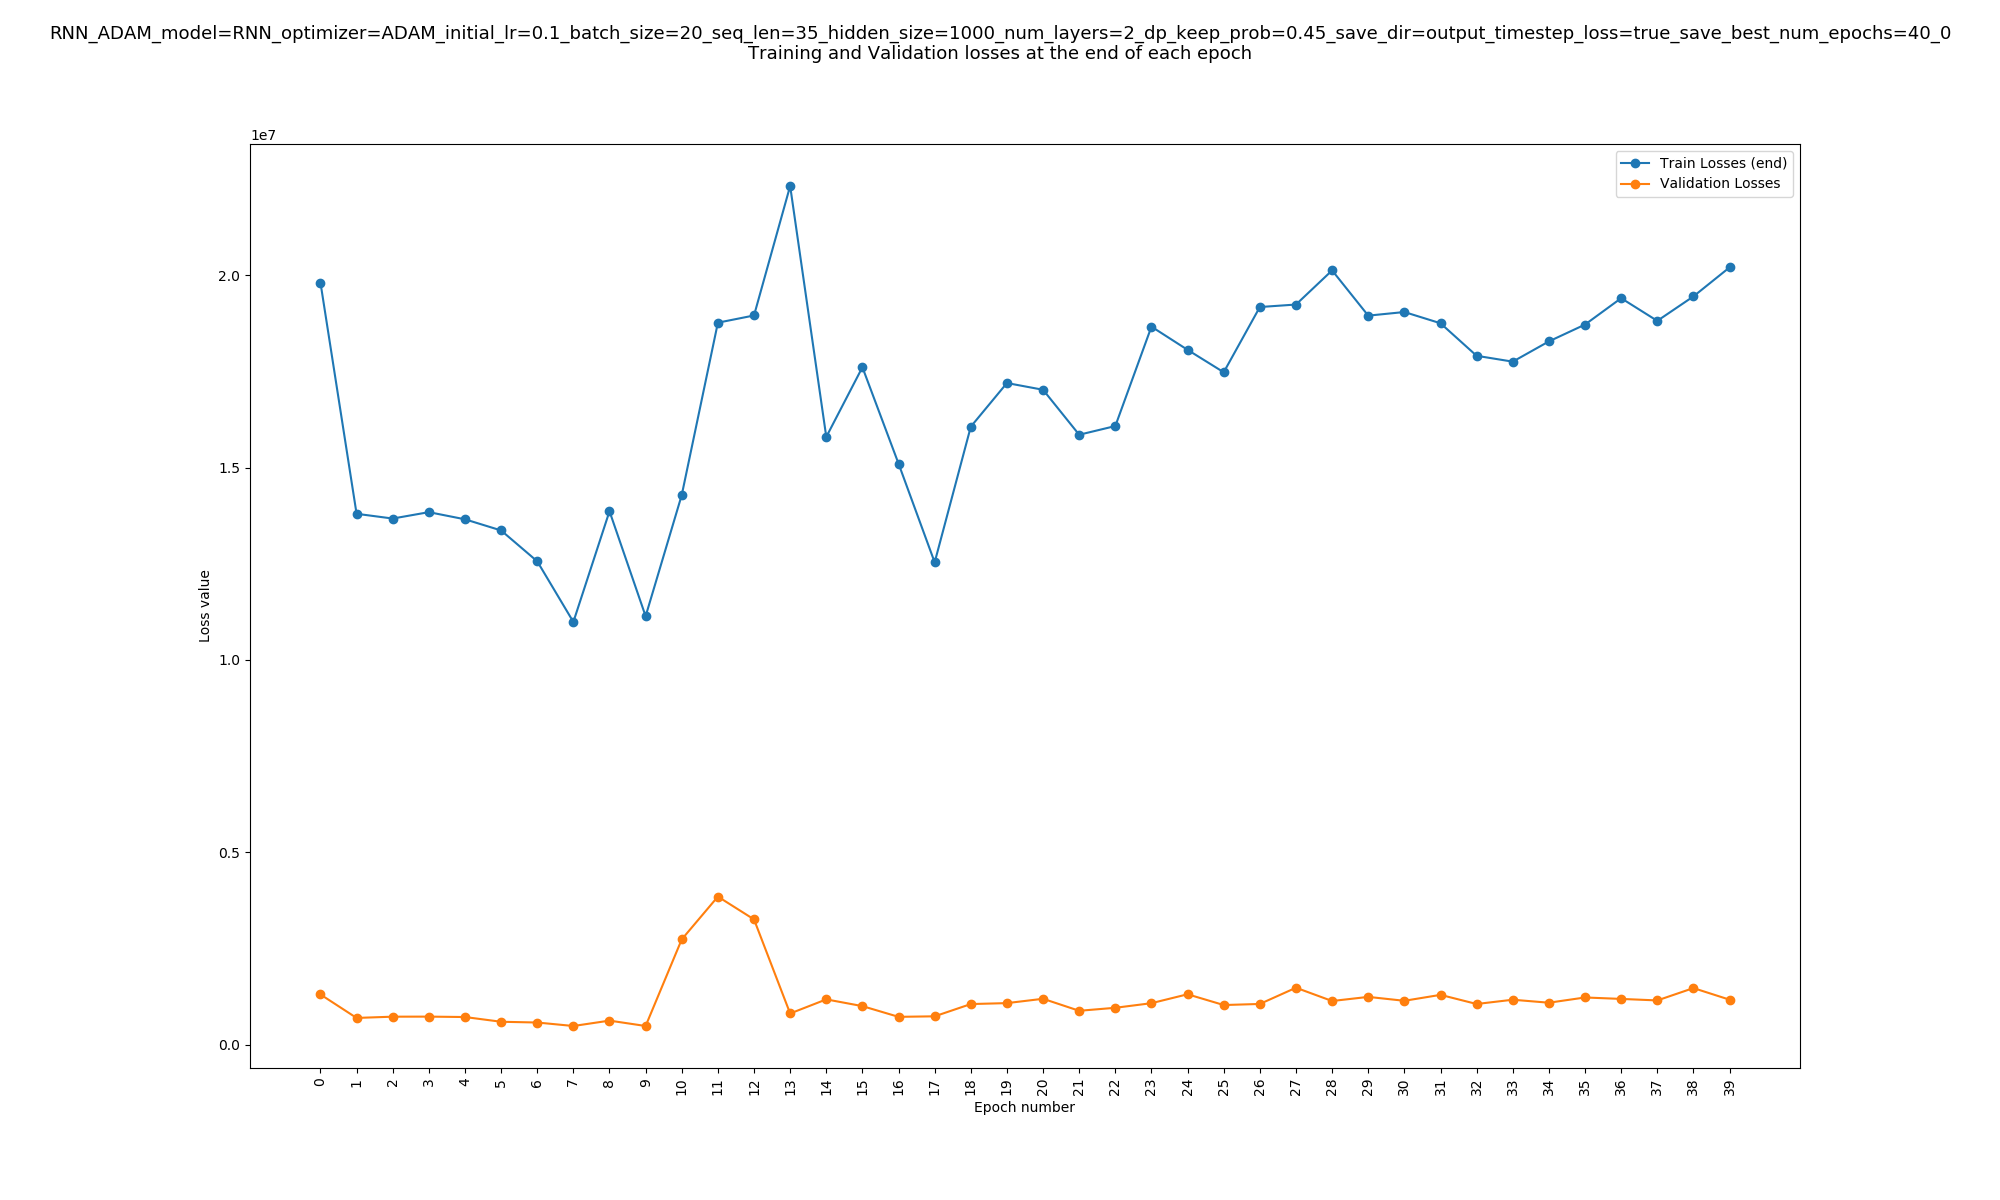 RNN_ADAM_model=RNN_optimizer=ADAM_initial_lr=0.1_batch_size=20_seq_len=35_hidden_size=1000_num_layers=2_dp_keep_prob=0.45_save_dir=output_timestep_loss=true_save_best_num_epochs=40_0
Training and Validation losses at the end of each epoch
1e7
Train Losses (end)
Validation Losses
2.0
1.5
1.0
0.5
0.0
Loss value
0 1 2 3 4 5 6 7 8 9 10 11 12 13 14 15 16 17 18 19 20 21 22 23 24 25 26 27 28 29 30 31 32 33 34 35 36 37 38 39
Epoch number